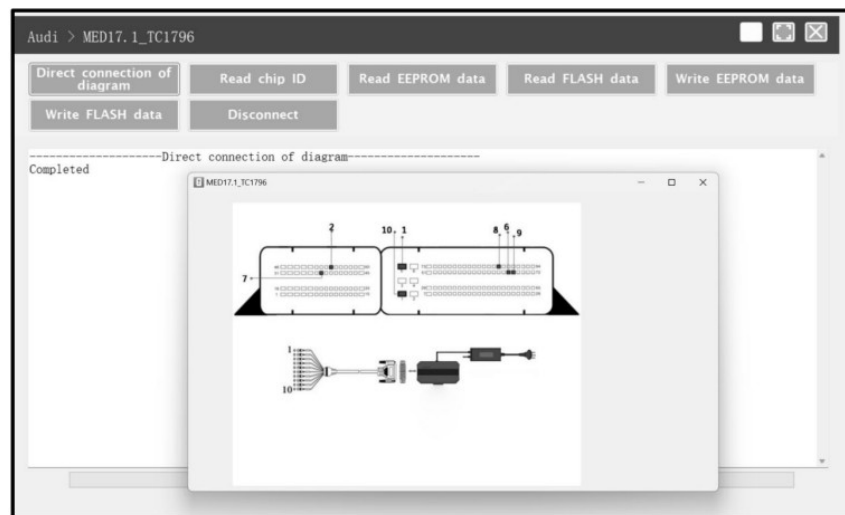 Audi > MED17.1_TC1796
Direct connection of
diagram
Read chip ID
Read EEPROM data
Read FLASH data
Write EEPROM data
Write FLASH data
Disconnect
--------------------Direct connection of diagram--------------------
Completed
MED17.1_TC1796
2
10 1
8 6 9
7
1
10